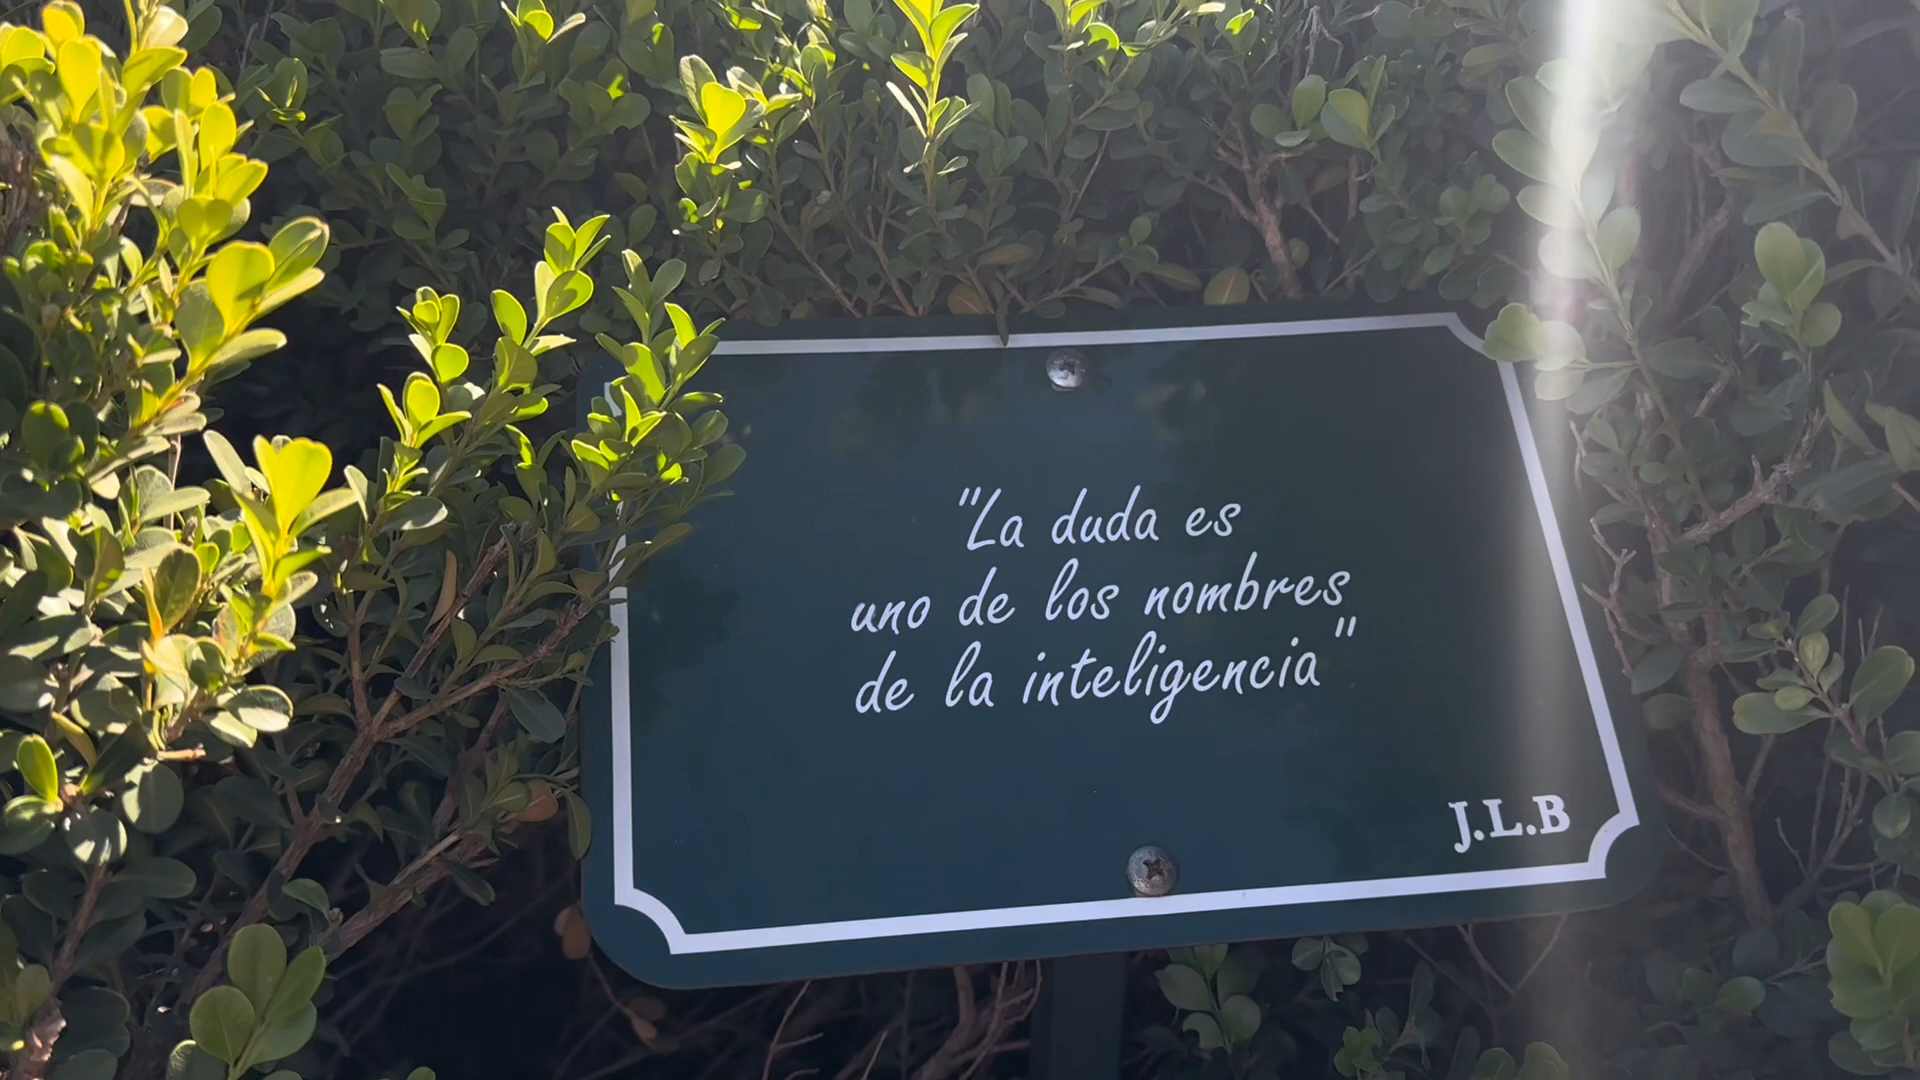 "La duda es
uno de los nombres
de la inteligencia"
J.L.B